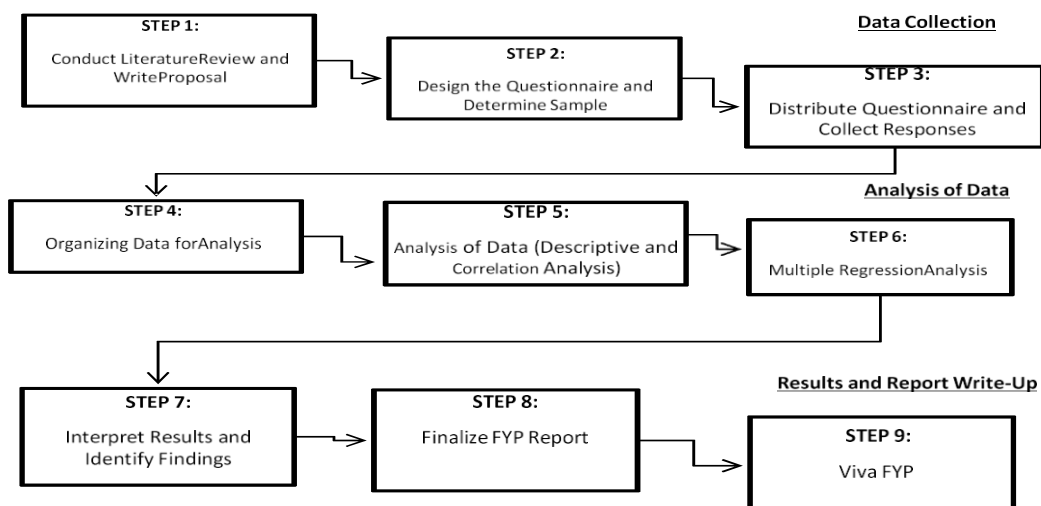 Data Collection
STEP 1:
Conduct LiteratureReview and
WriteProposal
STEP 2:
Design the Questionnaire and
Determine Sample
STEP 3:
Distribute Questionnaire and
Collect Responses
Analysis of Data
STEP 4:
Organizing Data forAnalysis
STEP 5:
Analysis of Data (Descriptive and
Correlation Analysis)
STEP 6:
Multiple RegressionAnalysis
Results and Report Write-Up
STEP 7:
Interpret Results and
Identify Findings
STEP 8:
Finalize FYP Report
STEP 9:
Viva FYP